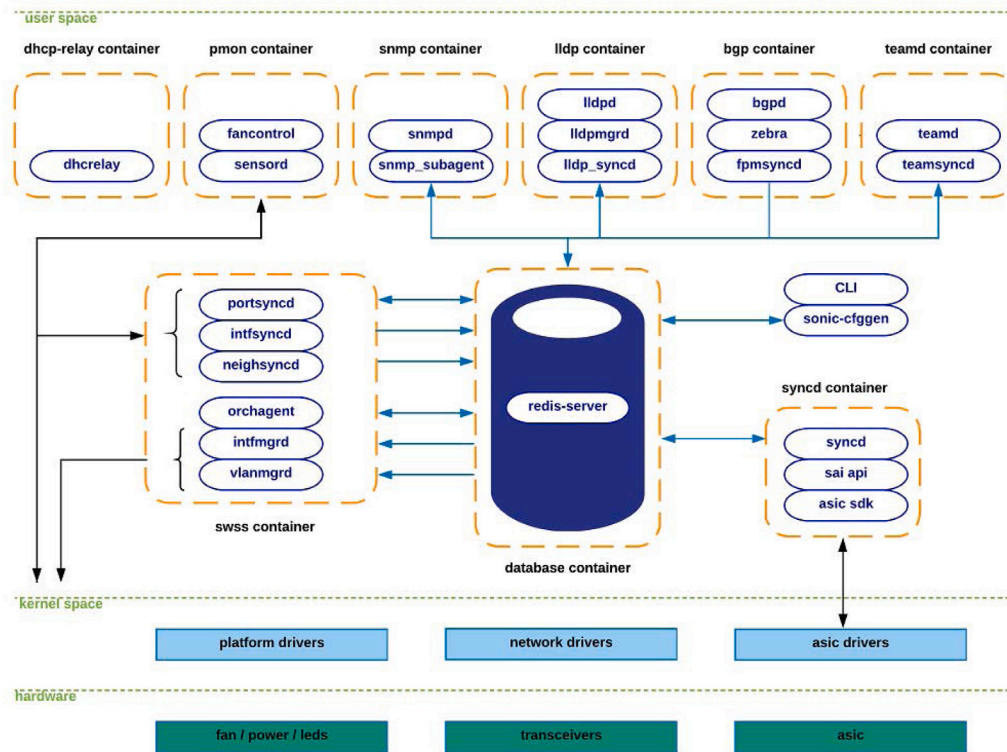 user space
dhcp-relay container
pmon container
snmp container
lldp container
bgp container
teamd container
dhcrelay
fancontrol
sensord
snmpd
snmp_subagent
lldpd
lldpmgrd
lldp_syncd
bgpd
zebra
fpmsyncd
teamd
teamsyncd
portsyncd
intfsyncd
neighsyncd
orchagent
intfmgrd
vlanmgrd
swss container
redis-server
database container
CLI
sonic-cfggen
syncd container
syncd
sai api
asic sdk
kernel space
platform drivers
network drivers
asic drivers
hardware
fan / power / leds
transceivers
asic